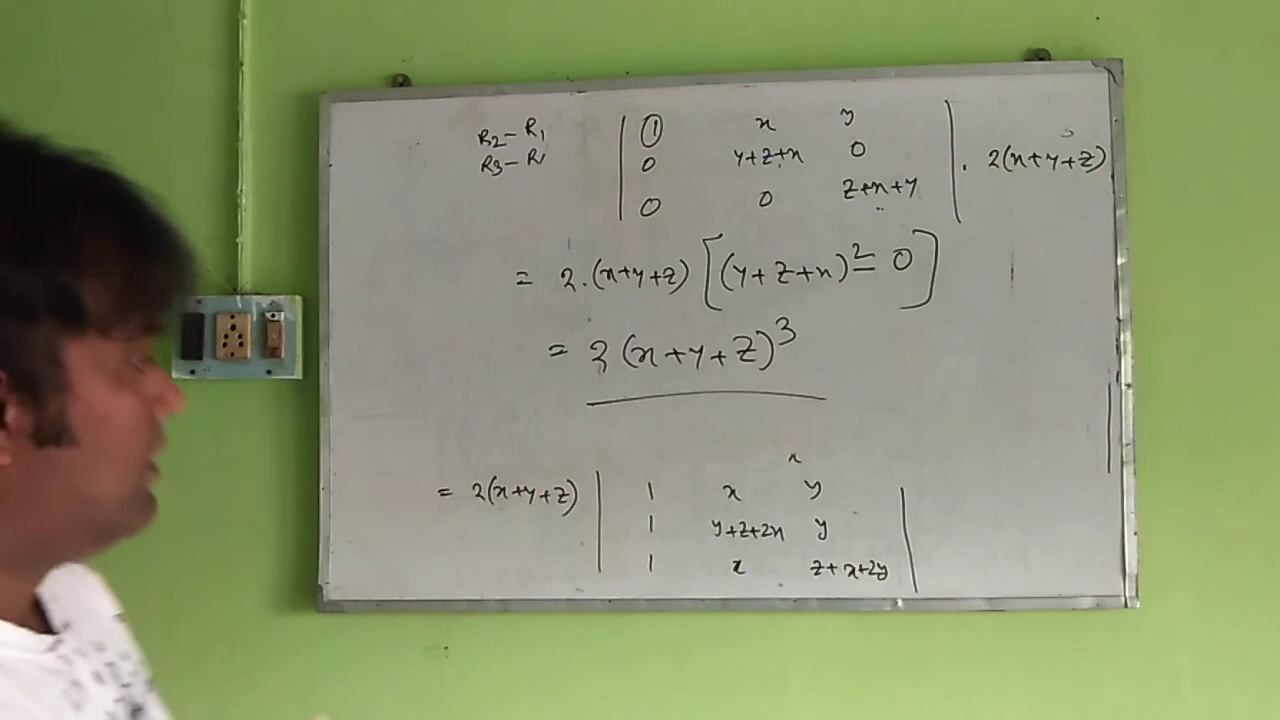 R2 - R1
R3 - R1
| 1 x y |
| 0 y+z+x 0 | . 2(x+y+z)
| 0 0 z+x+y |
= 2.(x+y+z) [(y+z+x)² - 0]
= 2(x+y+z)³
x
= 2(x+y+z) | 1 x y |
| 1 y+z+2x y |
| 1 x z+x+2y |